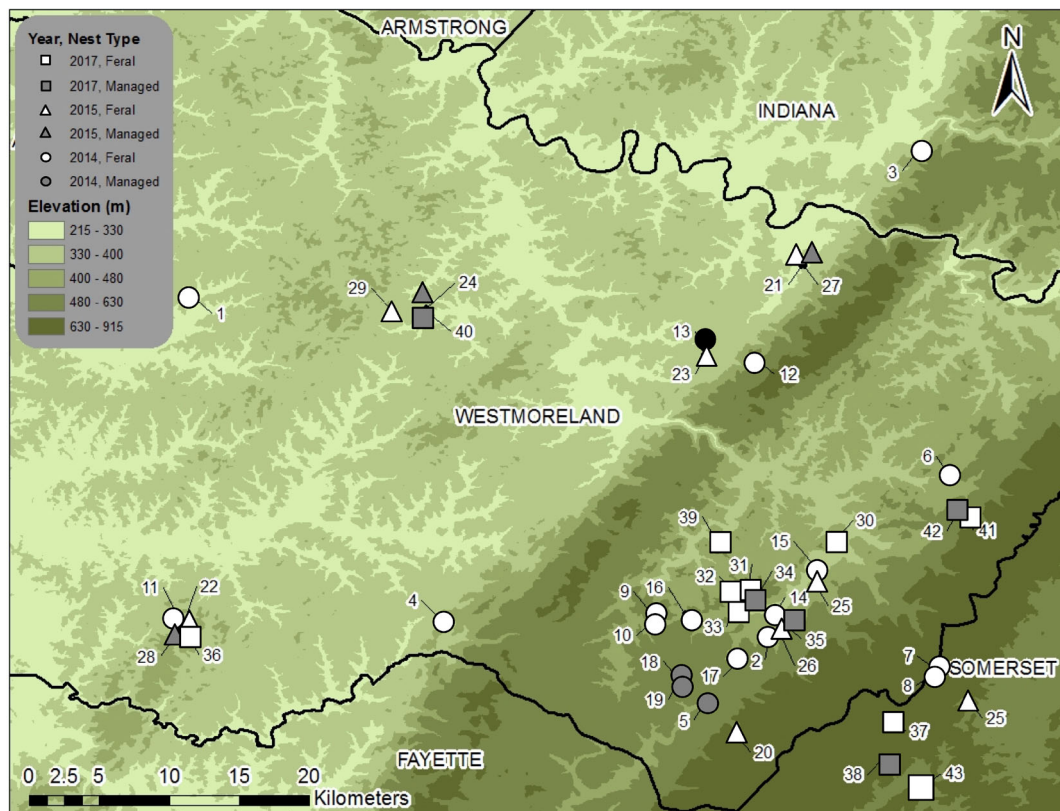 ARMSTRONG
Year, Nest Type
2017, Feral
2017, Managed
2015, Feral
2015, Managed
2014, Feral
2014, Managed
Elevation (m)
215 - 330
330 - 400
400 - 480
480 - 630
630 - 915
N
INDIANA
3
21
27
1
29
24
40
13
23
12
WESTMORELAND
6
42
41
39
30
15
25
32
31
34
14
33
35
26
2
17
9
16
10
11
22
28
36
4
18
19
5
20
7
8
SOMERSET
25
37
38
43
FAYETTE
0 2.5 5 10 15 20
Kilometers